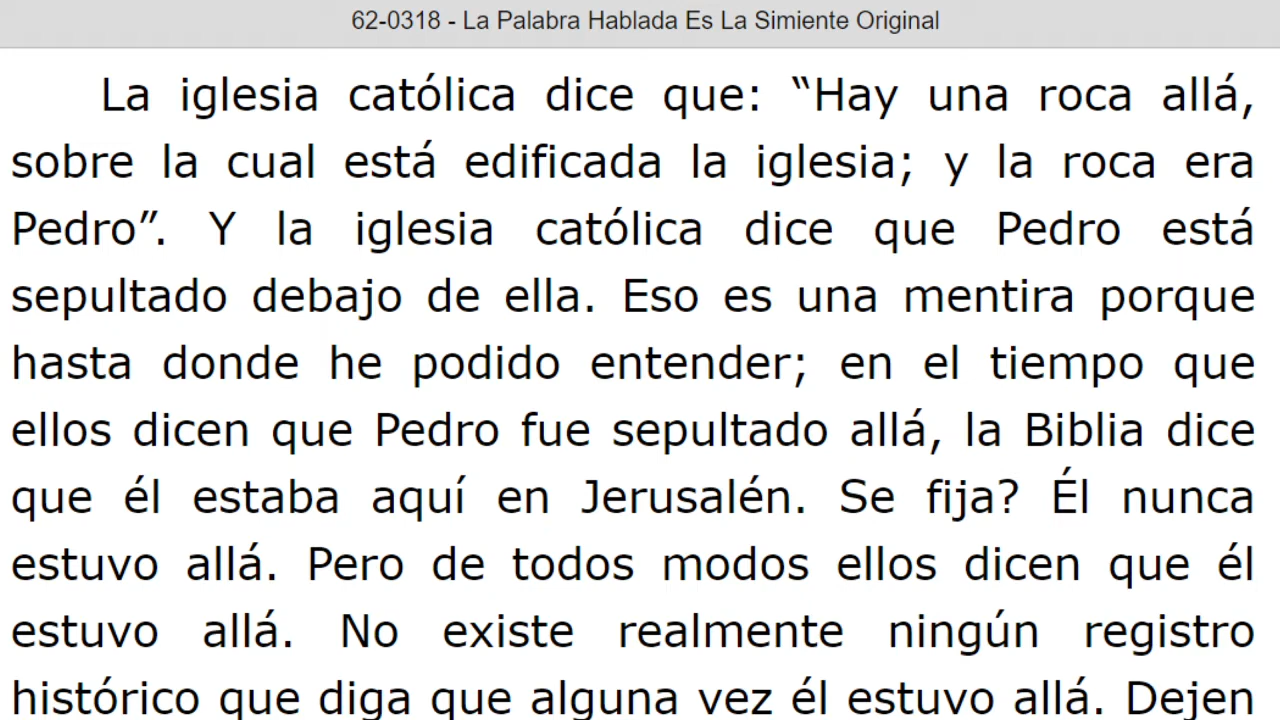 62-0318 - La Palabra Hablada Es La Simiente Original
La iglesia católica dice que: “Hay una roca allá,
sobre la cual está edificada la iglesia; y la roca era
Pedro”. Y la iglesia católica dice que Pedro está
sepultado debajo de ella. Eso es una mentira porque
hasta donde he podido entender; en el tiempo que
ellos dicen que Pedro fue sepultado allá, la Biblia dice
que él estaba aquí en Jerusalén. Se fija? Él nunca
estuvo allá. Pero de todos modos ellos dicen que él
estuvo allá. No existe realmente ningún registro
histórico que diga que alguna vez él estuvo allá. Dejen